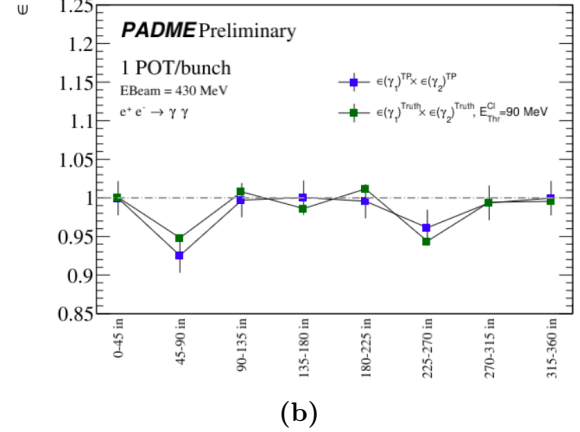 ∈
1.25
1.2
1.15
1.1
1.05
1
0.95
0.9
0.85
PADME Preliminary
1 POT/bunch
EBeam = 430 MeV
e⁺ e⁻ → γ γ
∈(γ₁)ᵀᴾ× ∈(γ₂)ᵀᴾ
∈(γ₁)ᵀʳᵘᵗʰ× ∈(γ₂)ᵀʳᵘᵗʰ, E^Cl_Thr=90 MeV
0-45 in
45-90 in
90-135 in
135-180 in
180-225 in
225-270 in
270-315 in
315-360 in
(b)